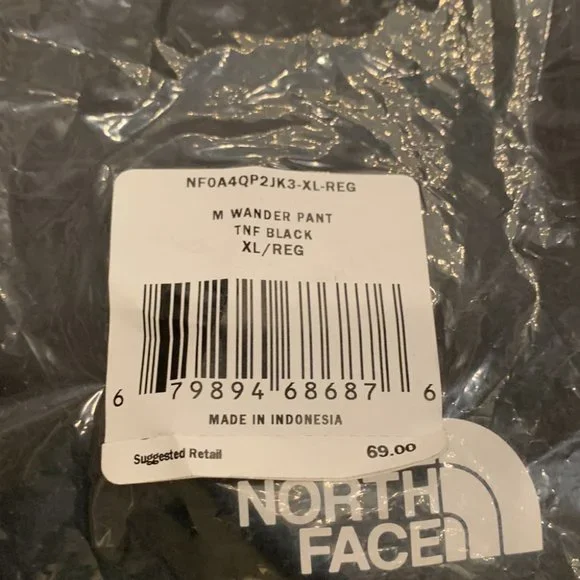 NF0A4QP2JK3-XL-REG
M WANDER PANT
TNF BLACK
XL/REG
6 79894 68687 6
MADE IN INDONESIA
Suggested Retail 69.00
NORTH
FACE